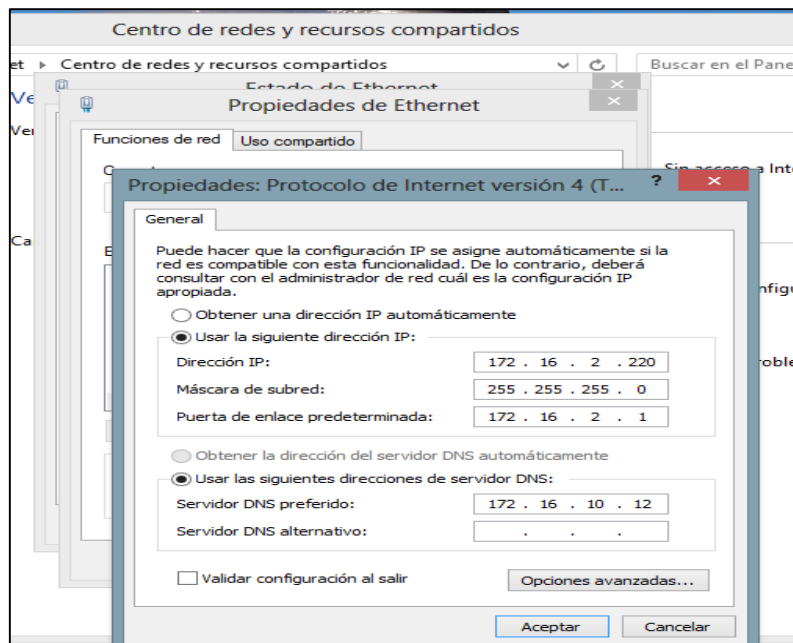 Centro de redes y recursos compartidos
et ▸ Centro de redes y recursos compartidos
Buscar en el Pane
Estado de Ethernet
Propiedades de Ethernet
Funciones de red
Uso compartido
Sin acceso a Int
Propiedades: Protocolo de Internet versión 4 (T...
?
General
Puede hacer que la configuración IP se asigne automáticamente si la
red es compatible con esta funcionalidad. De lo contrario, deberá
consultar con el administrador de red cuál es la configuración IP
apropiada.
Obtener una dirección IP automáticamente
Usar la siguiente dirección IP:
Dirección IP: 172 . 16 . 2 . 220
Máscara de subred: 255 . 255 . 255 . 0
Puerta de enlace predeterminada: 172 . 16 . 2 . 1
Obtener la dirección del servidor DNS automáticamente
Usar las siguientes direcciones de servidor DNS:
Servidor DNS preferido: 172 . 16 . 10 . 12
Servidor DNS alternativo: . . .
Validar configuración al salir
Opciones avanzadas...
Aceptar
Cancelar